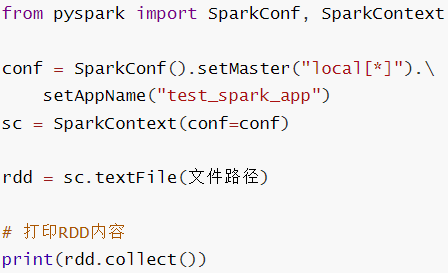 from pyspark import SparkConf, SparkContext
conf = SparkConf().setMaster("local[*]").\
setAppName("test_spark_app")
sc = SparkContext(conf=conf)
rdd = sc.textFile(文件路径)
# 打印RDD内容
print(rdd.collect())